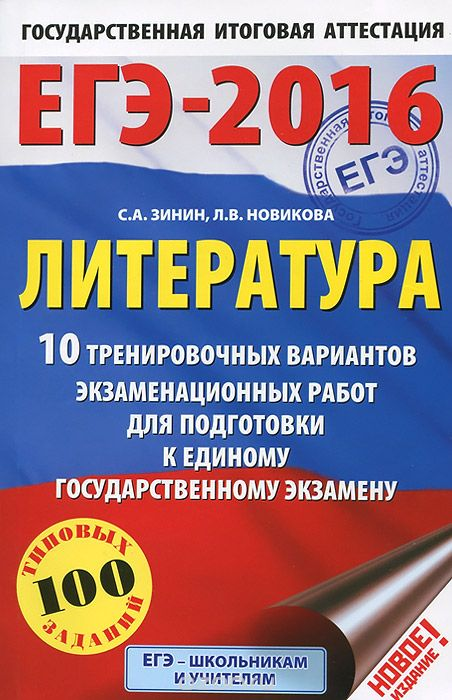 ГОСУДАРСТВЕННАЯ ИТОГОВАЯ АТТЕСТАЦИЯ
ЕГЭ-2016
Государственная итоговая аттестация
ЕГЭ
С.А. ЗИНИН, Л.В. НОВИКОВА
ЛИТЕРАТУРА
10 ТРЕНИРОВОЧНЫХ ВАРИАНТОВ
ЭКЗАМЕНАЦИОННЫХ РАБОТ
ДЛЯ ПОДГОТОВКИ
К ЕДИНОМУ
ГОСУДАРСТВЕННОМУ ЭКЗАМЕНУ
ТИПОВЫХ
100
ЗАДАНИЙ
НОВОЕ!
ИЗДАНИЕ
ЕГЭ – ШКОЛЬНИКАМ
И УЧИТЕЛЯМ